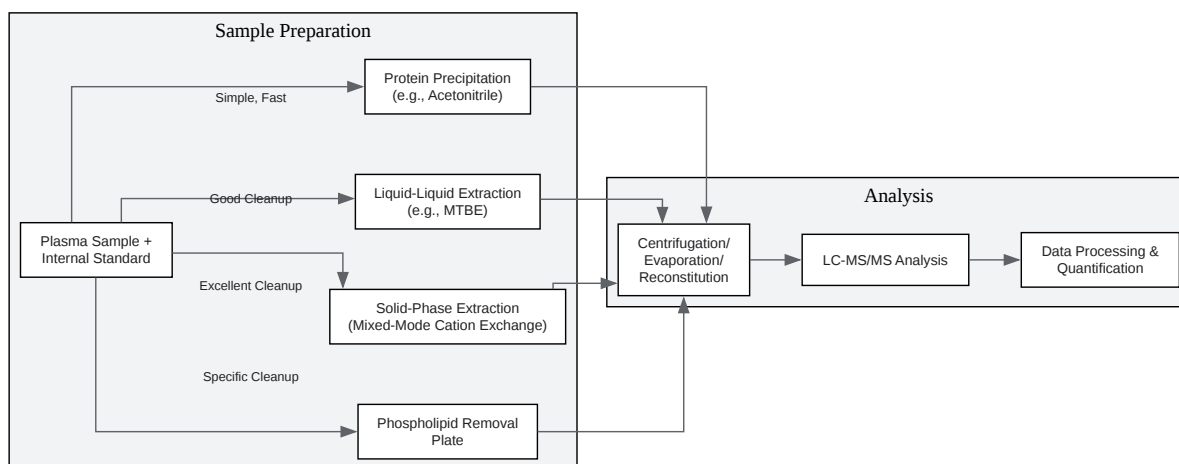 Sample Preparation
Protein Precipitation
(e.g., Acetonitrile)
Simple, Fast
Liquid-Liquid Extraction
(e.g., MTBE)
Good Cleanup
Plasma Sample +
Internal Standard
Excellent Cleanup
Solid-Phase Extraction
(Mixed-Mode Cation Exchange)
Specific Cleanup
Phospholipid Removal
Plate
Analysis
Centrifugation/
Evaporation/
Reconstitution
LC-MS/MS Analysis
Data Processing &
Quantification